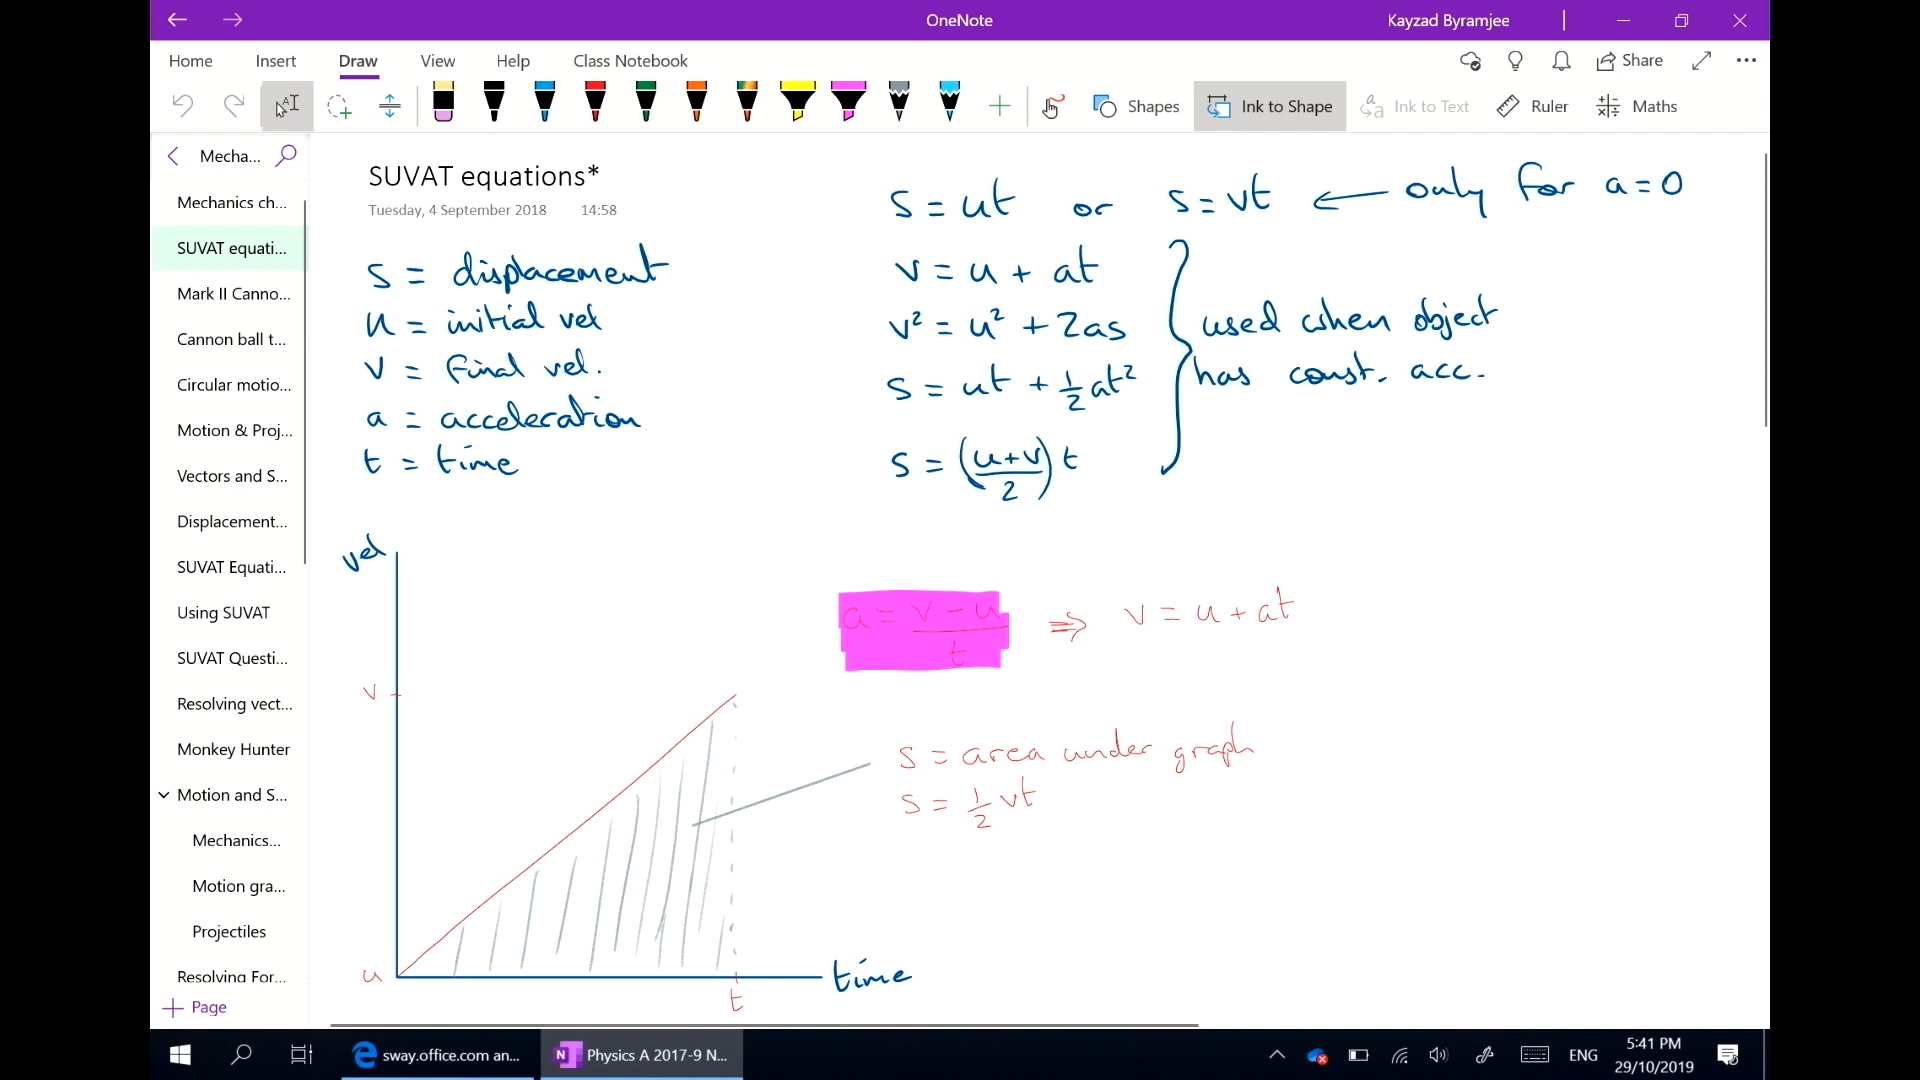 OneNote
Kayzad Byramjee
Home Insert Draw View Help Class Notebook Share
Shapes Ink to Shape Ink to Text Ruler Maths
Mecha...
Mechanics ch...
SUVAT equati...
Mark II Canno...
Cannon ball t...
Circular motio...
Motion & Proj...
Vectors and S...
Displacement...
SUVAT Equati...
Using SUVAT
SUVAT Questi...
Resolving vect...
Monkey Hunter
Motion and S...
Mechanics...
Motion gra...
Projectiles
Resolving For...
Page
SUVAT equations*
Tuesday, 4 September 2018 14:58
s = displacement
u = initial vel
v = final vel.
a = acceleration
t = time
s = ut or s = vt ← only for a = 0
v = u + at
v² = u² + 2as
s = ut + ½at²
s = (u+v/2) t
used when object
has const. acc.
vel
v
u
t
time
a = v - u / t ⇒ v = u + at
s = area under graph
s = ½ vt
sway.office.com an...
N Physics A 2017-9 N...
ENG
5:41 PM
29/10/2019